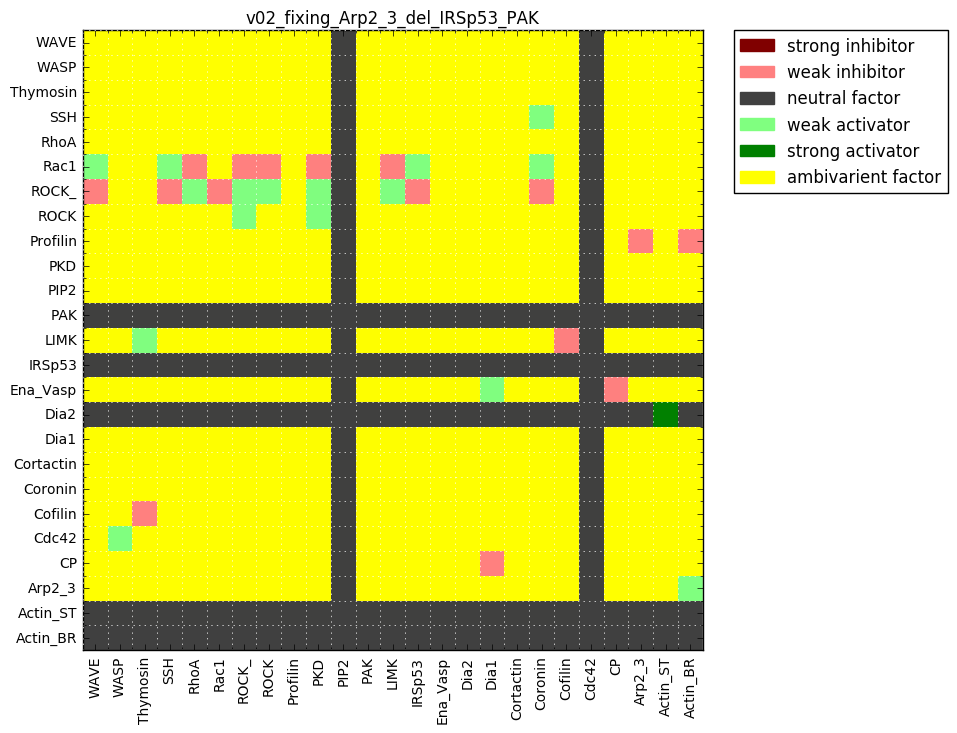 v02_fixing_Arp2_3_del_IRSp53_PAK
WAVE
WASP
Thymosin
SSH
RhoA
Rac1
ROCK_
ROCK
Profilin
PKD
PIP2
PAK
LIMK
IRSp53
Ena_Vasp
Dia2
Dia1
Cortactin
Coronin
Cofilin
Cdc42
CP
Arp2_3
Actin_ST
Actin_BR
WAVE
WASP
Thymosin
SSH
RhoA
Rac1
ROCK_
ROCK
Profilin
PKD
PIP2
PAK
LIMK
IRSp53
Ena_Vasp
Dia2
Dia1
Cortactin
Coronin
Cofilin
Cdc42
CP
Arp2_3
Actin_ST
Actin_BR
strong inhibitor
weak inhibitor
neutral factor
weak activator
strong activator
ambivarient factor